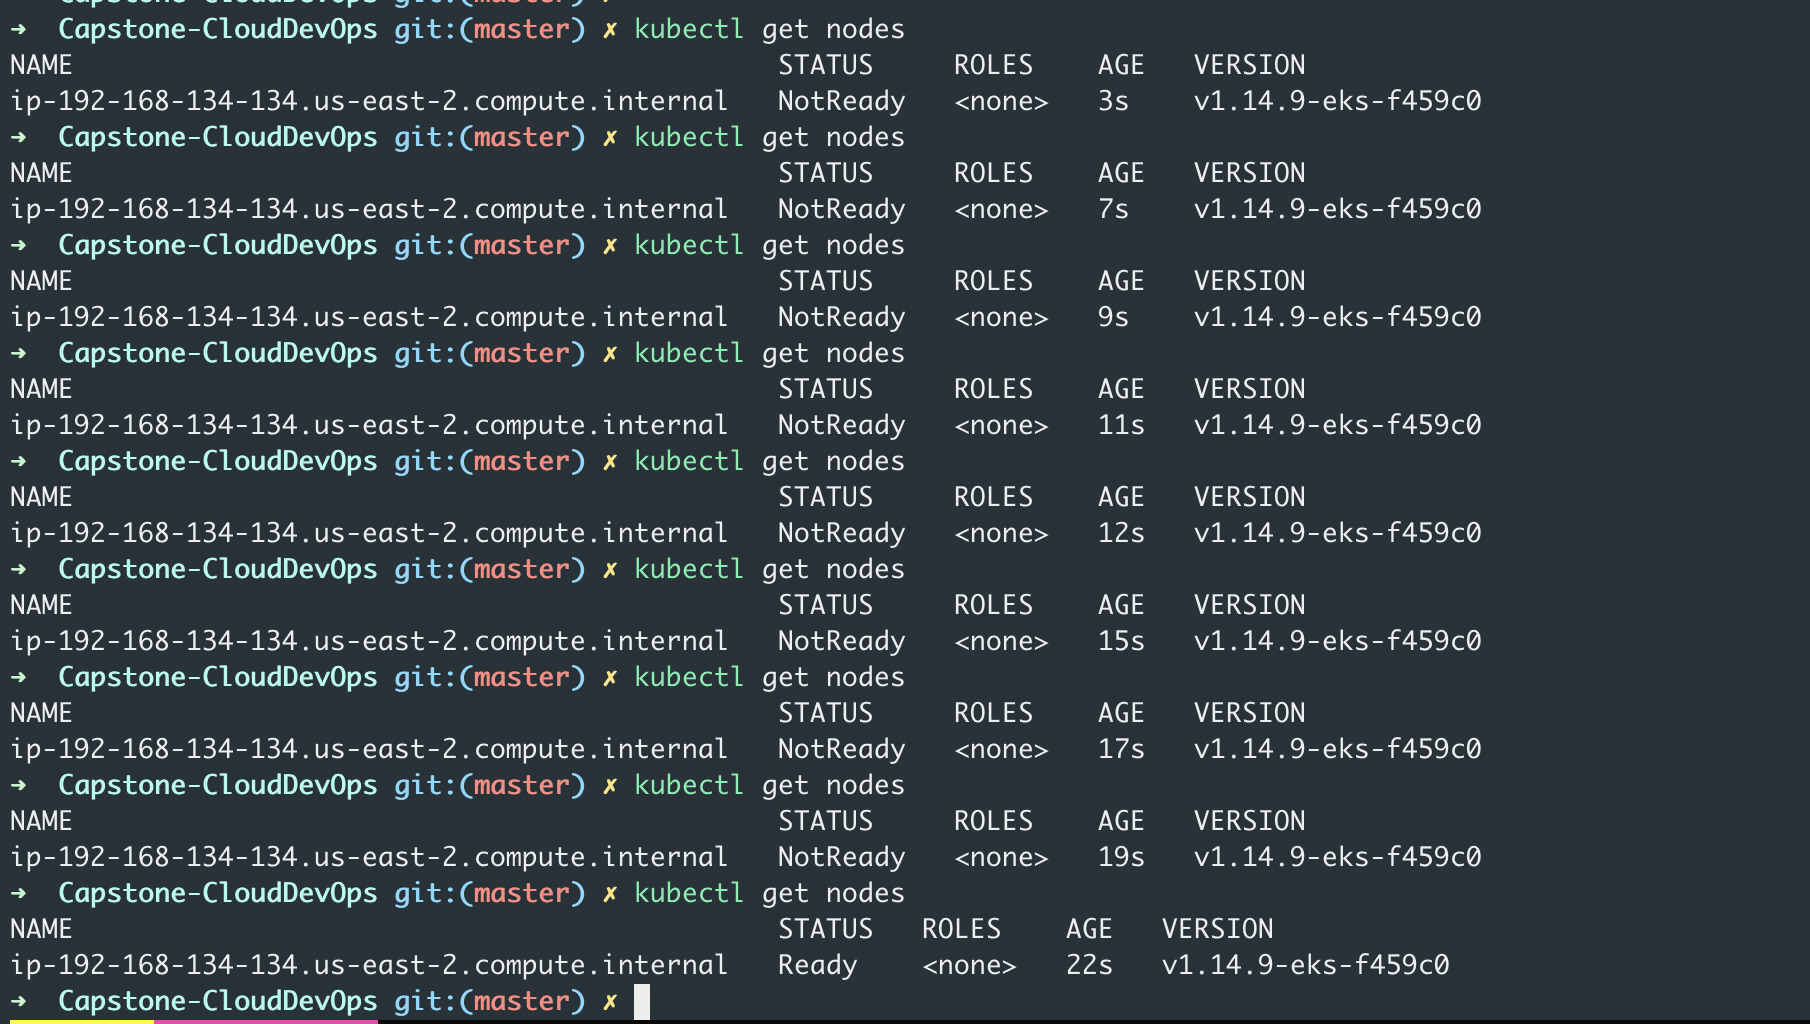 Capstone-CloudDevOps git:(master) ✗
➜  Capstone-CloudDevOps git:(master) ✗ kubectl get nodes
NAME                                            STATUS     ROLES    AGE   VERSION
ip-192-168-134-134.us-east-2.compute.internal   NotReady   <none>   3s    v1.14.9-eks-f459c0
➜  Capstone-CloudDevOps git:(master) ✗ kubectl get nodes
NAME                                            STATUS     ROLES    AGE   VERSION
ip-192-168-134-134.us-east-2.compute.internal   NotReady   <none>   7s    v1.14.9-eks-f459c0
➜  Capstone-CloudDevOps git:(master) ✗ kubectl get nodes
NAME                                            STATUS     ROLES    AGE   VERSION
ip-192-168-134-134.us-east-2.compute.internal   NotReady   <none>   9s    v1.14.9-eks-f459c0
➜  Capstone-CloudDevOps git:(master) ✗ kubectl get nodes
NAME                                            STATUS     ROLES    AGE   VERSION
ip-192-168-134-134.us-east-2.compute.internal   NotReady   <none>   11s   v1.14.9-eks-f459c0
➜  Capstone-CloudDevOps git:(master) ✗ kubectl get nodes
NAME                                            STATUS     ROLES    AGE   VERSION
ip-192-168-134-134.us-east-2.compute.internal   NotReady   <none>   12s   v1.14.9-eks-f459c0
➜  Capstone-CloudDevOps git:(master) ✗ kubectl get nodes
NAME                                            STATUS     ROLES    AGE   VERSION
ip-192-168-134-134.us-east-2.compute.internal   NotReady   <none>   15s   v1.14.9-eks-f459c0
➜  Capstone-CloudDevOps git:(master) ✗ kubectl get nodes
NAME                                            STATUS     ROLES    AGE   VERSION
ip-192-168-134-134.us-east-2.compute.internal   NotReady   <none>   17s   v1.14.9-eks-f459c0
➜  Capstone-CloudDevOps git:(master) ✗ kubectl get nodes
NAME                                            STATUS     ROLES    AGE   VERSION
ip-192-168-134-134.us-east-2.compute.internal   NotReady   <none>   19s   v1.14.9-eks-f459c0
➜  Capstone-CloudDevOps git:(master) ✗ kubectl get nodes
NAME                                            STATUS   ROLES    AGE   VERSION
ip-192-168-134-134.us-east-2.compute.internal   Ready    <none>   22s   v1.14.9-eks-f459c0
➜  Capstone-CloudDevOps git:(master) ✗